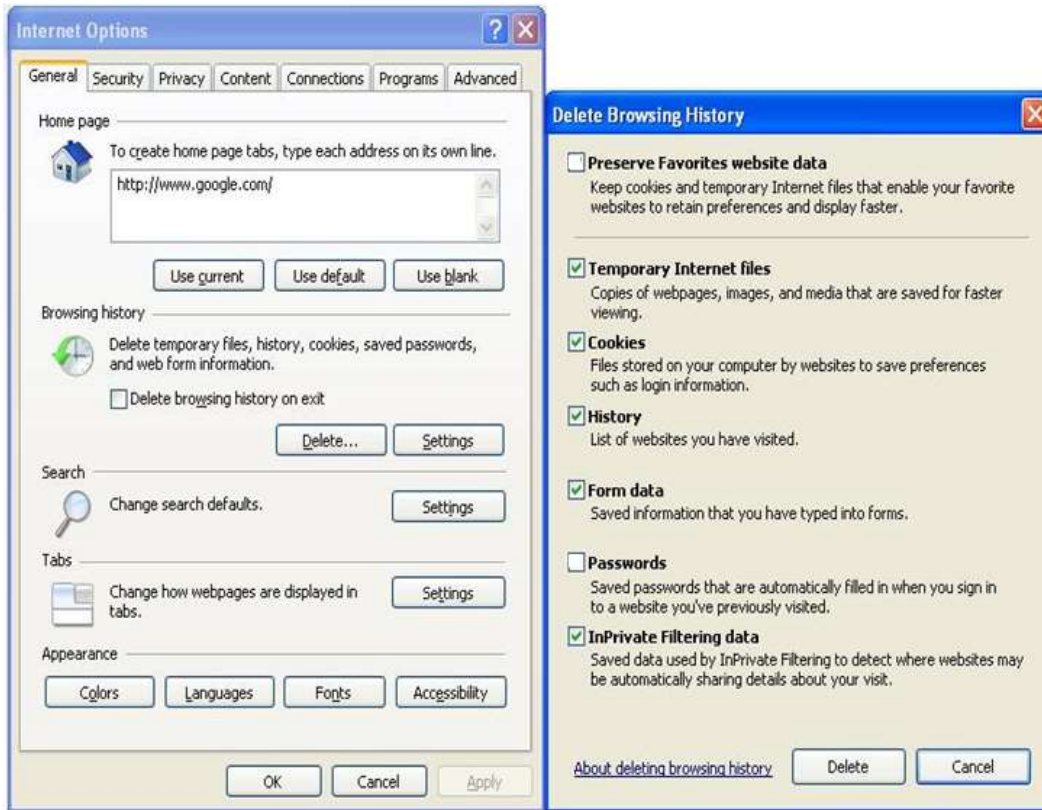 Internet Options
General Security Privacy Content Connections Programs Advanced
Home page
To create home page tabs, type each address on its own line.
http://www.google.com/
Use current Use default Use blank
Browsing history
Delete temporary files, history, cookies, saved passwords,
and web form information.
Delete browsing history on exit
Delete... Settings
Search
Change search defaults.
Settings
Tabs
Change how webpages are displayed in
tabs.
Settings
Appearance
Colors Languages Fonts Accessibility
OK Cancel Apply
Delete Browsing History
Preserve Favorites website data
Keep cookies and temporary Internet files that enable your favorite
websites to retain preferences and display faster.
Temporary Internet files
Copies of webpages, images, and media that are saved for faster
viewing.
Cookies
Files stored on your computer by websites to save preferences
such as login information.
History
List of websites you have visited.
Form data
Saved information that you have typed into forms.
Passwords
Saved passwords that are automatically filled in when you sign in
to a website you've previously visited.
InPrivate Filtering data
Saved data used by InPrivate Filtering to detect where websites may
be automatically sharing details about your visit.
About deleting browsing history Delete Cancel